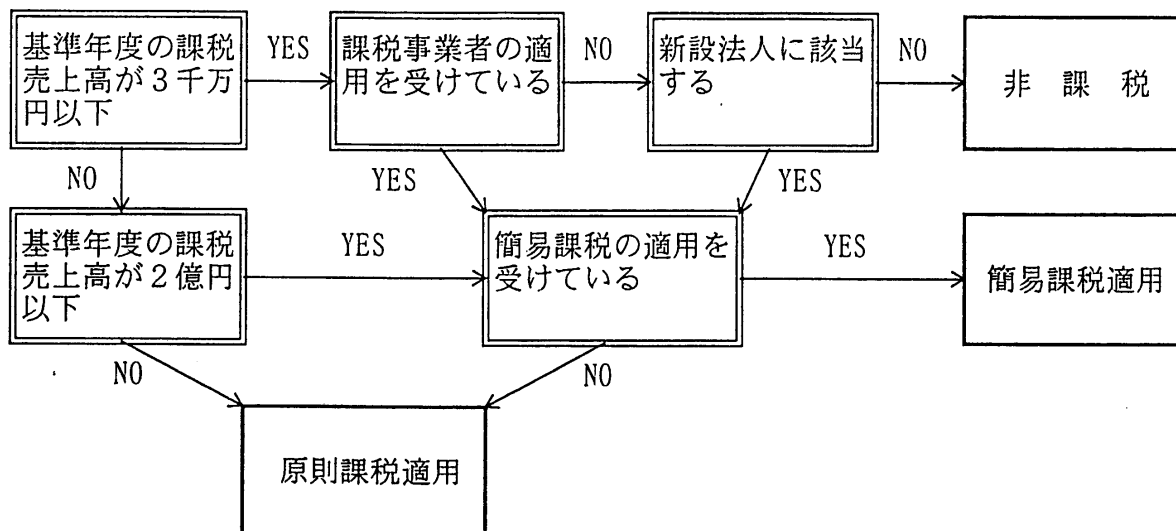 基準年度の課税
売上高が３千万
円以下
YES
課税事業者の適
用を受けている
NO
新設法人に該当
する
NO
非　課　税
NO
YES
YES
基準年度の課税
売上高が２億円
以下
YES
簡易課税の適用を
受けている
YES
簡易課税適用
NO
NO
原則課税適用